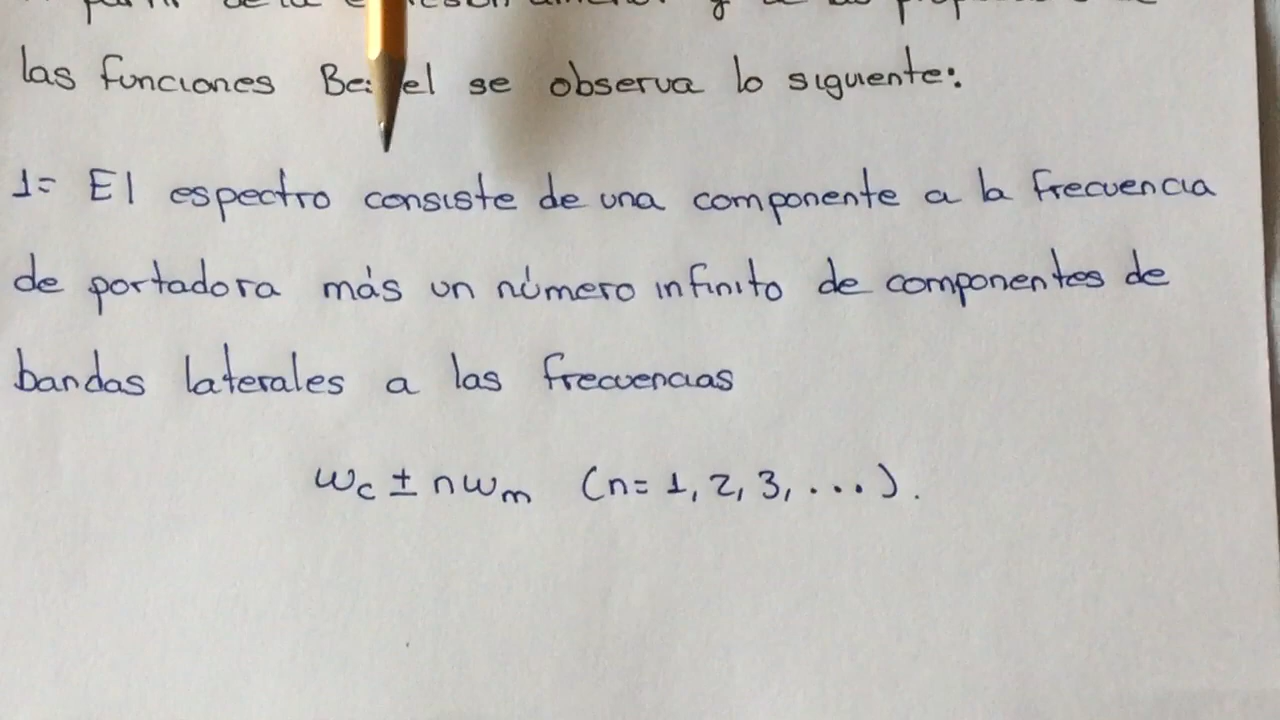 y
las funciones se observa lo siguiente:
1= El espectro consiste de una componente a la frecuencia
de portadora más un número infinito de componentes de
bandas laterales a las frecuencias
ωc ± nωm (n= 1, 2, 3, ...).